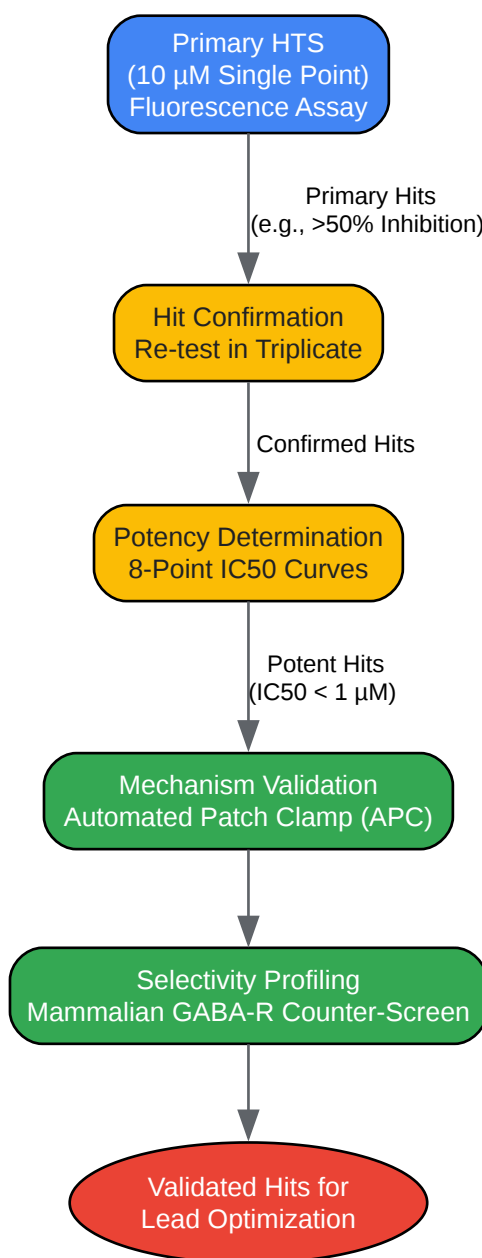 Primary HTS
(10 µM Single Point)
Fluorescence Assay
Primary Hits
(e.g., >50% Inhibition)
Hit Confirmation
Re-test in Triplicate
Confirmed Hits
Potency Determination
8-Point IC50 Curves
Potent Hits
(IC50 < 1 µM)
Mechanism Validation
Automated Patch Clamp (APC)
Selectivity Profiling
Mammalian GABA-R Counter-Screen
Validated Hits for
Lead Optimization